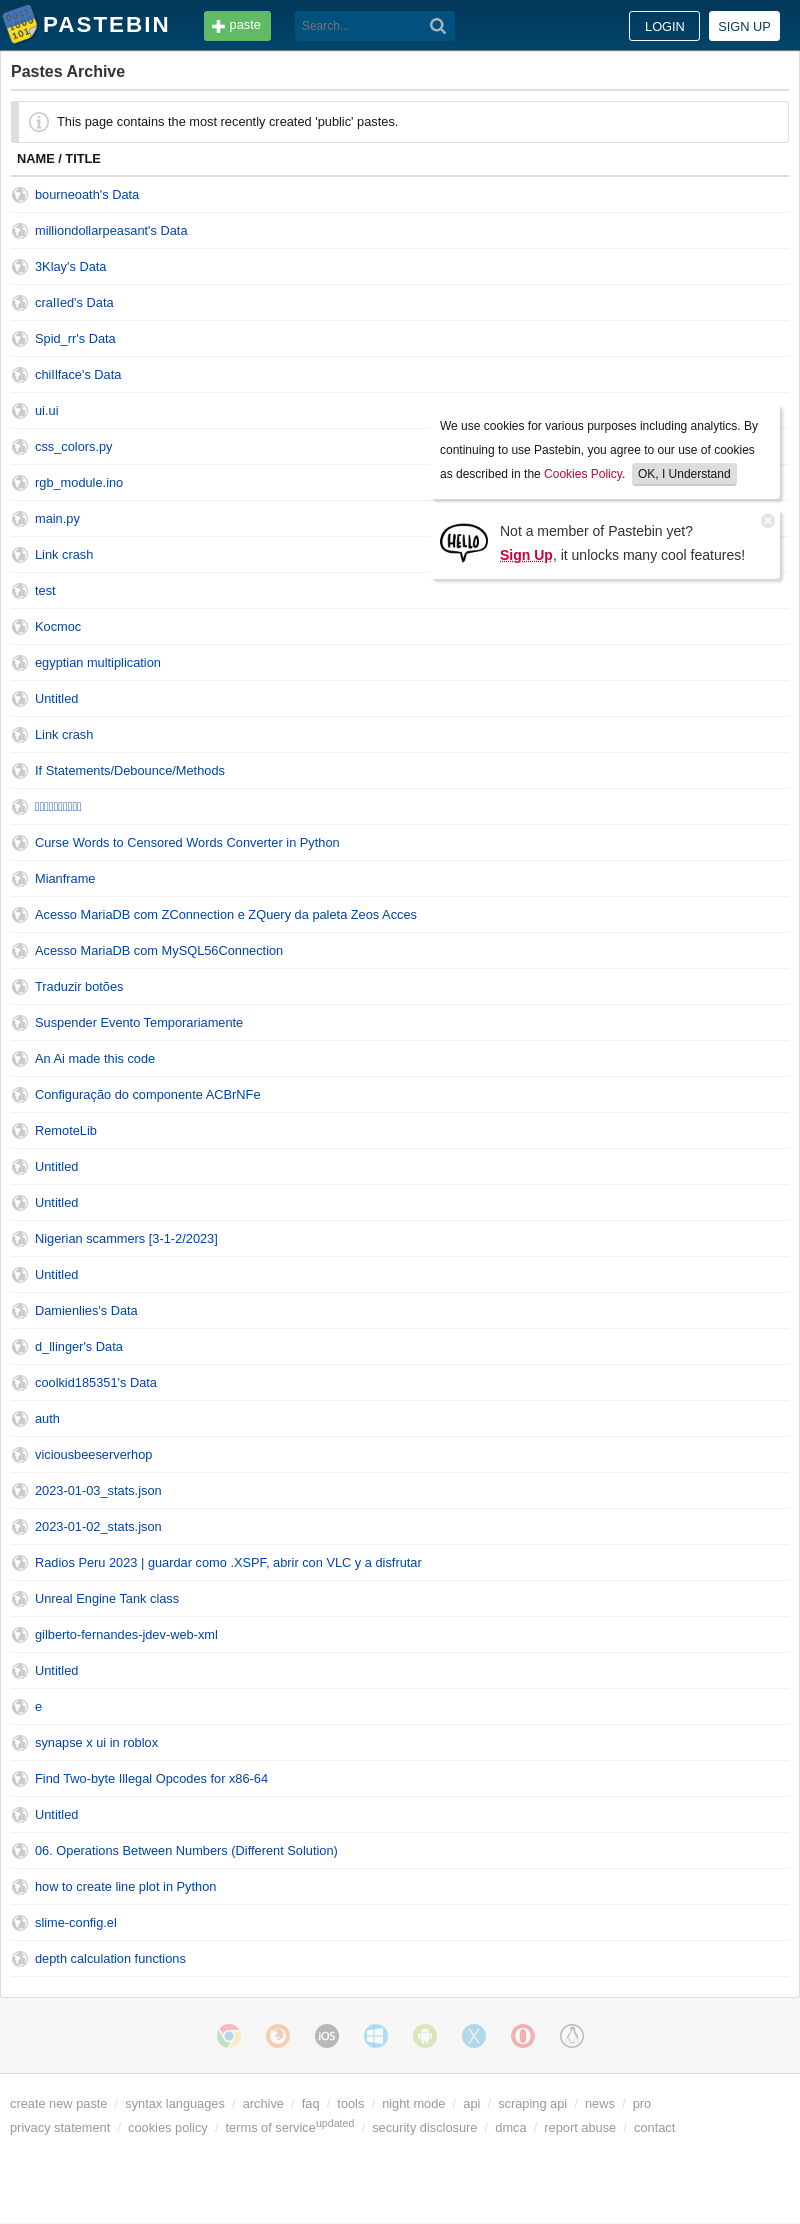 PASTEBIN
paste
Search...
LOGIN
SIGN UP
Pastes Archive
This page contains the most recently created 'public' pastes.
NAME / TITLE
bourneoath's Data
milliondollarpeasant's Data
3Klay's Data
craIIed's Data
Spid_rr's Data
chiIlface's Data
ui.ui
css_colors.py
rgb_module.ino
main.py
Link crash
test
Kocmoc
egyptian multiplication
Untitled
Link crash
If Statements/Debounce/Methods
Curse Words to Censored Words Converter in Python
Mianframe
Acesso MariaDB com ZConnection e ZQuery da paleta Zeos Acces
Acesso MariaDB com MySQL56Connection
Traduzir botões
Suspender Evento Temporariamente
An Ai made this code
Configuração do componente ACBrNFe
RemoteLib
Untitled
Untitled
Nigerian scammers [3-1-2/2023]
Untitled
Damienlies's Data
d_llinger's Data
coolkid185351's Data
auth
viciousbeeserverhop
2023-01-03_stats.json
2023-01-02_stats.json
Radios Peru 2023 | guardar como .XSPF, abrir con VLC y a disfrutar
Unreal Engine Tank class
gilberto-fernandes-jdev-web-xml
Untitled
e
synapse x ui in roblox
Find Two-byte Illegal Opcodes for x86-64
Untitled
06. Operations Between Numbers (Different Solution)
how to create line plot in Python
slime-config.el
depth calculation functions
We use cookies for various purposes including analytics. By
continuing to use Pastebin, you agree to our use of cookies
as described in the Cookies Policy. OK, I Understand
HELLO
Not a member of Pastebin yet?
Sign Up, it unlocks many cool features!
iOS
create new paste / syntax languages / archive / faq / tools / night mode / api / scraping api / news / pro
privacy statement / cookies policy / terms of service updated / security disclosure / dmca / report abuse / contact